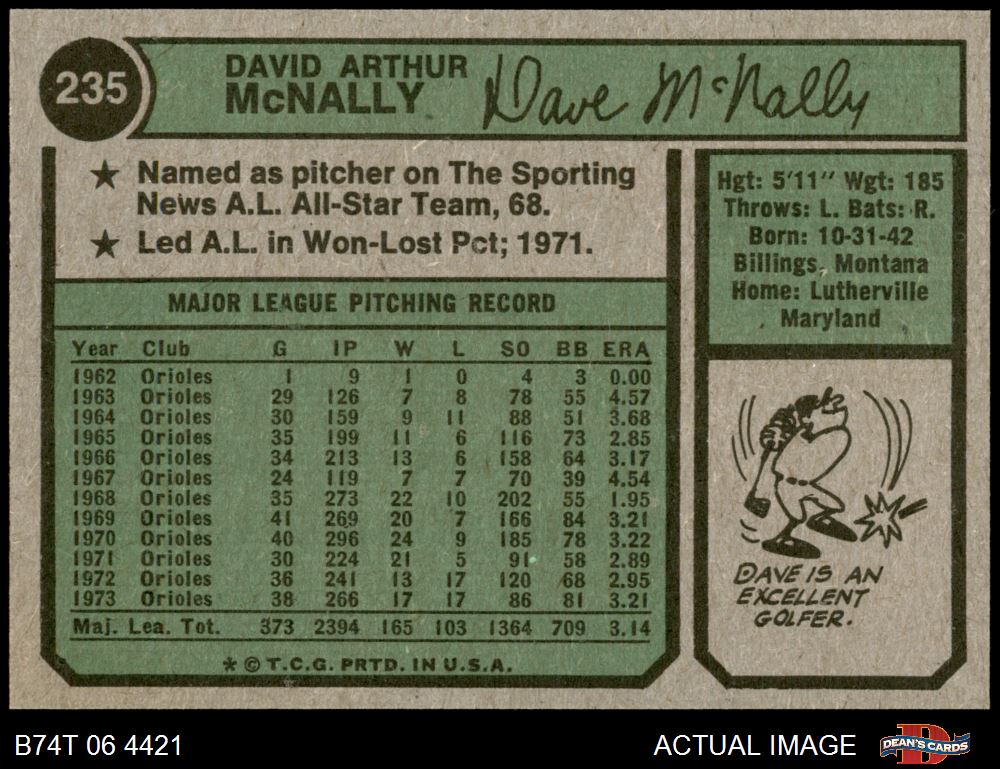 235
DAVID ARTHUR
McNALLY
Dave McNally
★ Named as pitcher on The Sporting
News A.L. All-Star Team, 68.
★ Led A.L. in Won-Lost Pct; 1971.
Hgt: 5'11" Wgt: 185
Throws: L. Bats: R.
Born: 10-31-42
Billings, Montana
Home: Lutherville
Maryland
MAJOR LEAGUE PITCHING RECORD
Year Club G IP W L SO BB ERA
1962 Orioles 1 9 1 0 4 3 0.00
1963 Orioles 29 126 7 8 78 55 4.57
1964 Orioles 30 159 9 11 88 51 3.68
1965 Orioles 35 199 11 6 116 73 2.85
1966 Orioles 34 213 13 6 158 64 3.17
1967 Orioles 24 119 7 7 70 39 4.54
1968 Orioles 35 273 22 10 202 55 1.95
1969 Orioles 41 269 20 7 166 84 3.21
1970 Orioles 40 296 24 9 185 78 3.22
1971 Orioles 30 224 21 5 91 58 2.89
1972 Orioles 36 241 13 17 120 68 2.95
1973 Orioles 38 266 17 17 86 81 3.21
Maj. Lea. Tot. 373 2394 165 103 1364 709 3.14
* © T.C.G. PRTD. IN U.S.A.
DAVE IS AN
EXCELLENT
GOLFER.
B74T 06 4421
ACTUAL IMAGE
DEAN'S CARDS